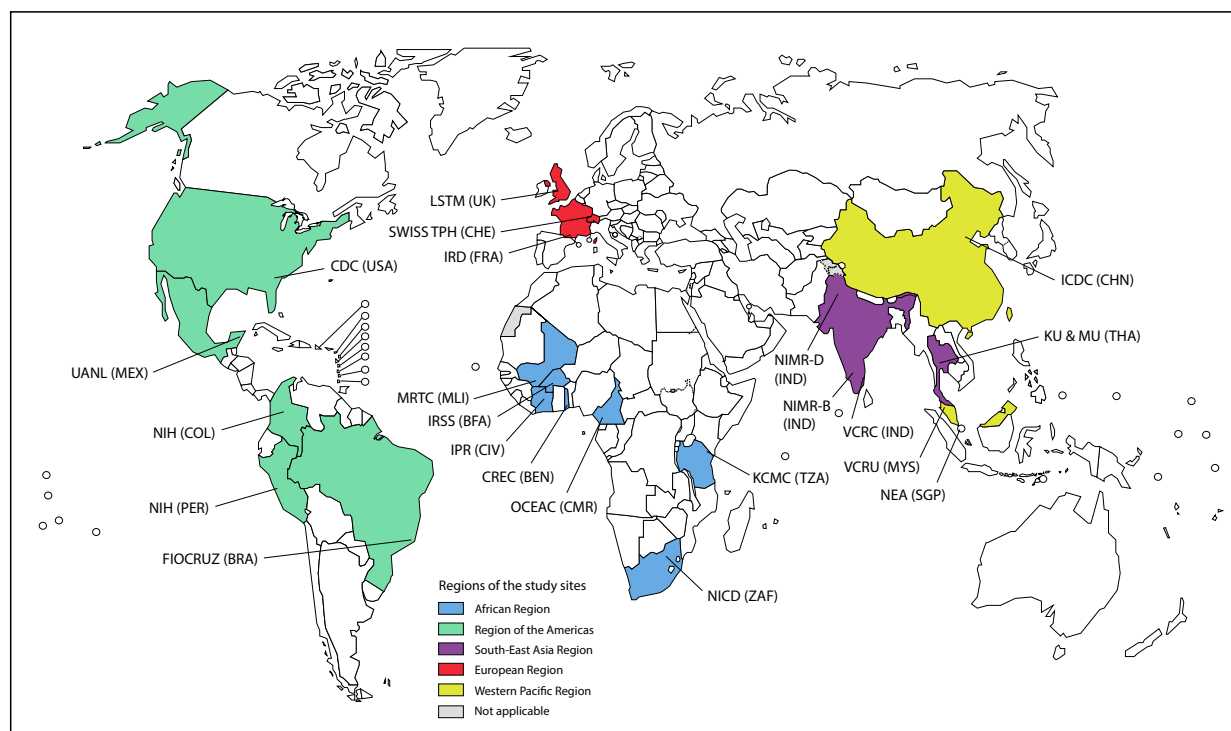 LSTM (UK)
SWISS TPH (CHE)
IRD (FRA)
CDC (USA)
ICDC (CHN)
KU & MU (THA)
UANL (MEX)
NIMR-D
(IND)
MRTC (MLI)
NIMR-B
(IND)
IRSS (BFA)
NIH (COL)
VCRC (IND)
IPR (CIV)
VCRU (MYS)
CREC (BEN)
KCMC (TZA)
NEA (SGP)
OCEAC (CMR)
NIH (PER)
FIOCRUZ (BRA)
NICD (ZAF)
Regions of the study sites
African Region
Region of the Americas
South-East Asia Region
European Region
Western Pacific Region
Not applicable